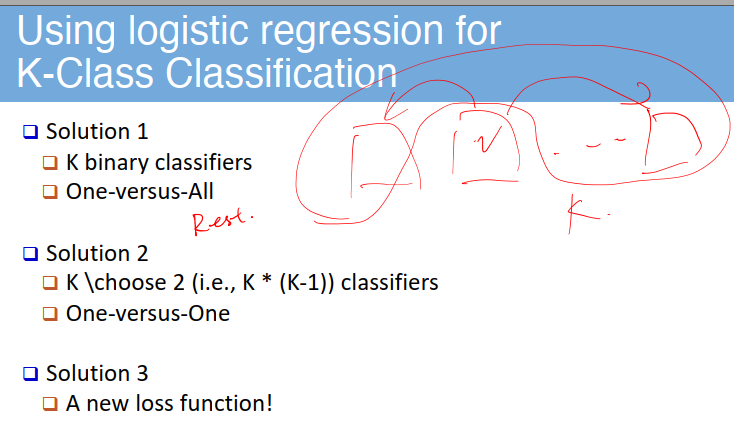 Using logistic regression for
K-Class Classification
Solution 1
K binary classifiers
One-versus-All
Rest.
K.
Solution 2
K \choose 2 (i.e., K * (K-1)) classifiers
One-versus-One
Solution 3
A new loss function!